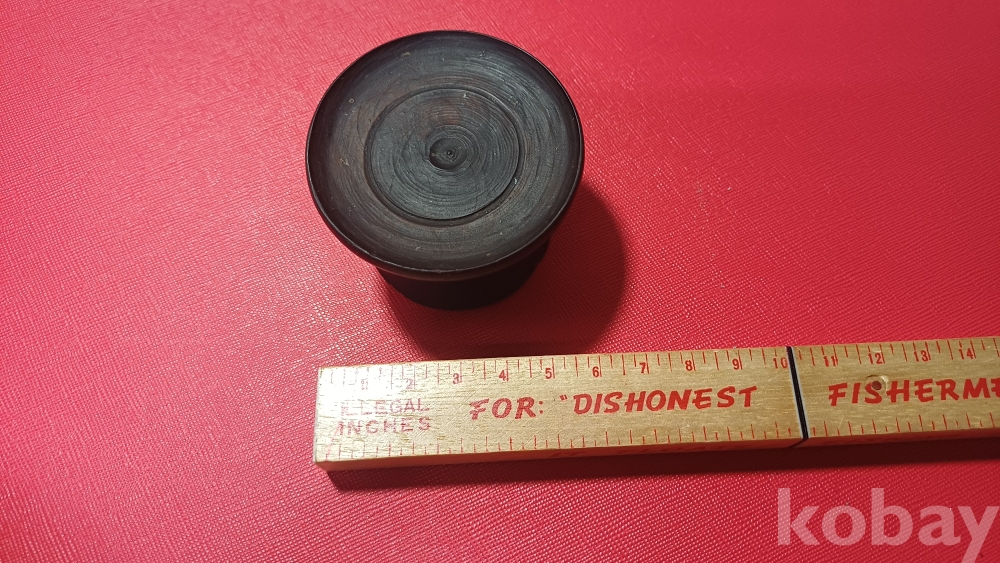 1 2 3 4 5 6 7 8 9 10 11 12 13 14
ILLEGAL
INCHES
FOR: "DISHONEST FISHERME
kobay